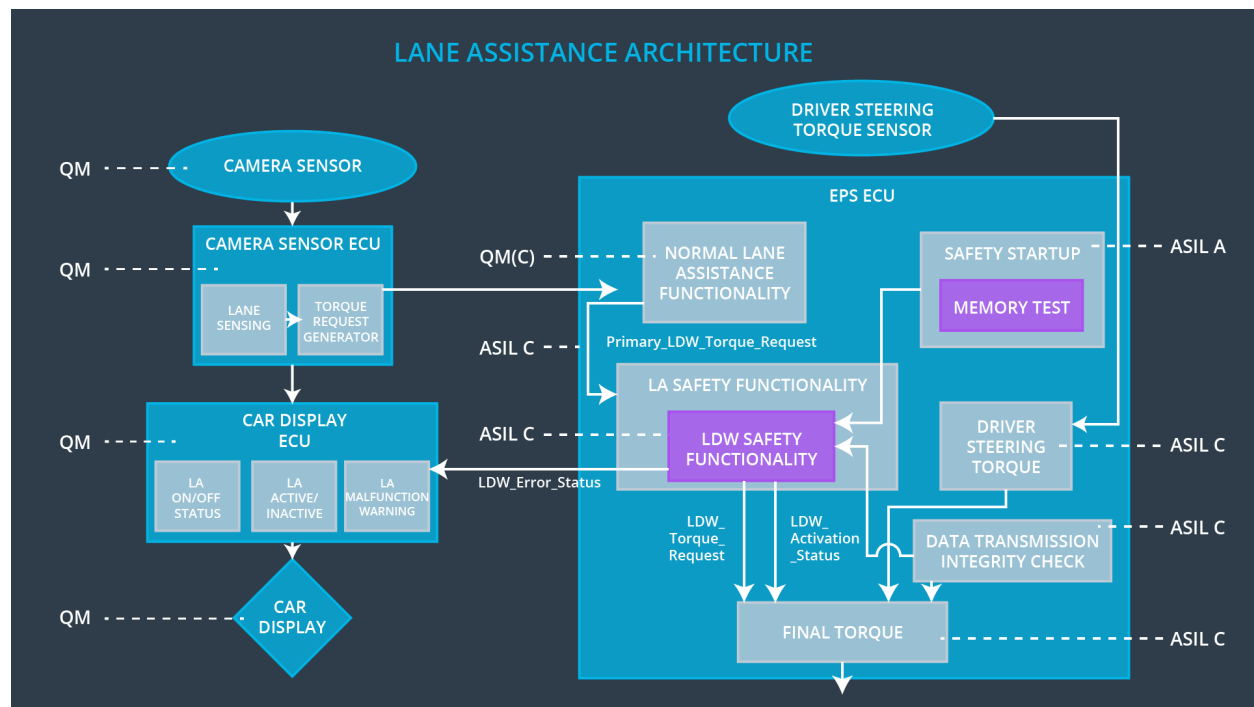 LANE ASSISTANCE ARCHITECTURE
DRIVER STEERING
TORQUE SENSOR
QM
CAMERA SENSOR
EPS ECU
CAMERA SENSOR ECU
QM
LANE
SENSING
TORQUE
REQUEST
GENERATOR
QM(C)
NORMAL LANE
ASSISTANCE
FUNCTIONALITY
SAFETY STARTUP
ASIL A
MEMORY TEST
ASIL C
Primary_LDW_Torque_Request
LA SAFETY FUNCTIONALITY
CAR DISPLAY
ECU
QM
LA
ON/OFF
STATUS
LA
ACTIVE/
INACTIVE
LA
MALFUNCTION
WARNING
ASIL C
LDW SAFETY
FUNCTIONALITY
LDW_Error_Status
DRIVER
STEERING
TORQUE
ASIL C
LDW_
Torque_
Request
LDW_
Activation
_Status
DATA TRANSMISSION
INTEGRITY CHECK
ASIL C
QM
CAR
DISPLAY
FINAL TORQUE
ASIL C